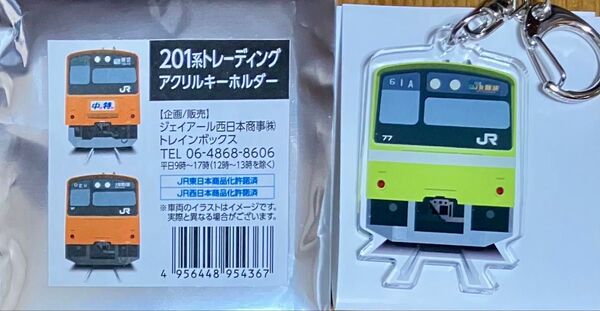 201系トレーディング
アクリルキーホルダー
【企画/販売】
ジェイアール西日本商事㈱
トレインボックス
TEL 06-4868-8606
平日9時~17時(12時~13時を除く)
JR東日本商品化許諾済
JR西日本商品化許諾済
※車両のイラストはイメージです。
実際と異なる場合があります。
4 956448 954367
中特
JR
JR
61A
77
JR